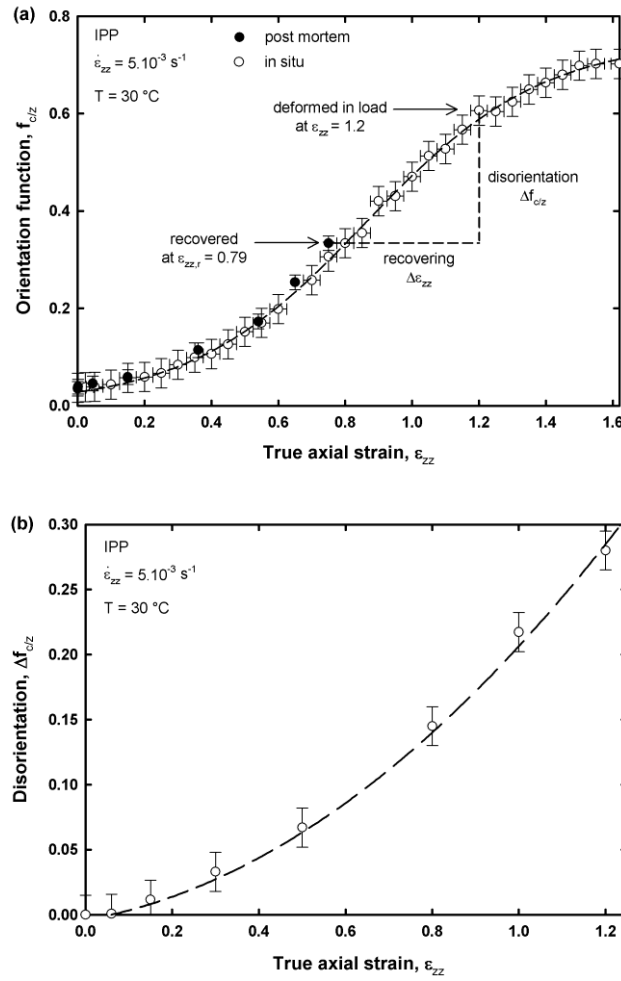 (a)
IPP
ε̇zz = 5.10⁻³ s⁻¹
T = 30 °C
● post mortem
○ in situ
deformed in load
at εzz = 1.2
disorientation
Δfc/z
recovered
at εzz,r = 0.79
recovering
Δεzz
Orientation function, fc/z
0.8
0.6
0.4
0.2
0.0
0.0 0.2 0.4 0.6 0.8 1.0 1.2 1.4 1.6
True axial strain, εzz
(b)
IPP
ε̇zz = 5.10⁻³ s⁻¹
T = 30 °C
Disorientation, Δfc/z
0.30
0.25
0.20
0.15
0.10
0.05
0.00
0.0 0.2 0.4 0.6 0.8 1.0 1.2
True axial strain, εzz